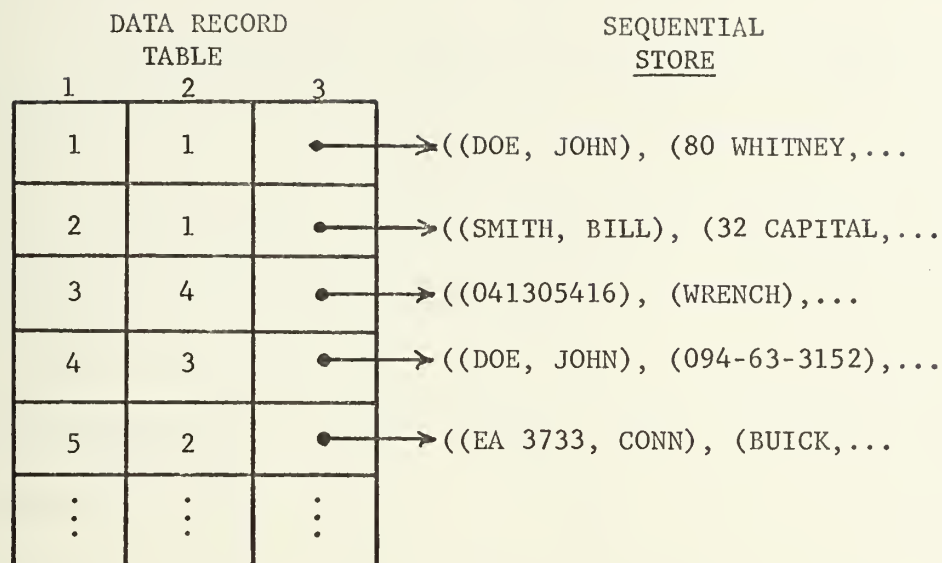 DATA RECORD
TABLE
SEQUENTIAL
STORE
1 2 3
1 1 ((DOE, JOHN), (80 WHITNEY,...
2 1 ((SMITH, BILL), (32 CAPITAL,...
3 4 ((041305416), (WRENCH),...
4 3 ((DOE, JOHN), (094-63-3152),...
5 2 ((EA 3733, CONN), (BUICK,...
⋮ ⋮ ⋮